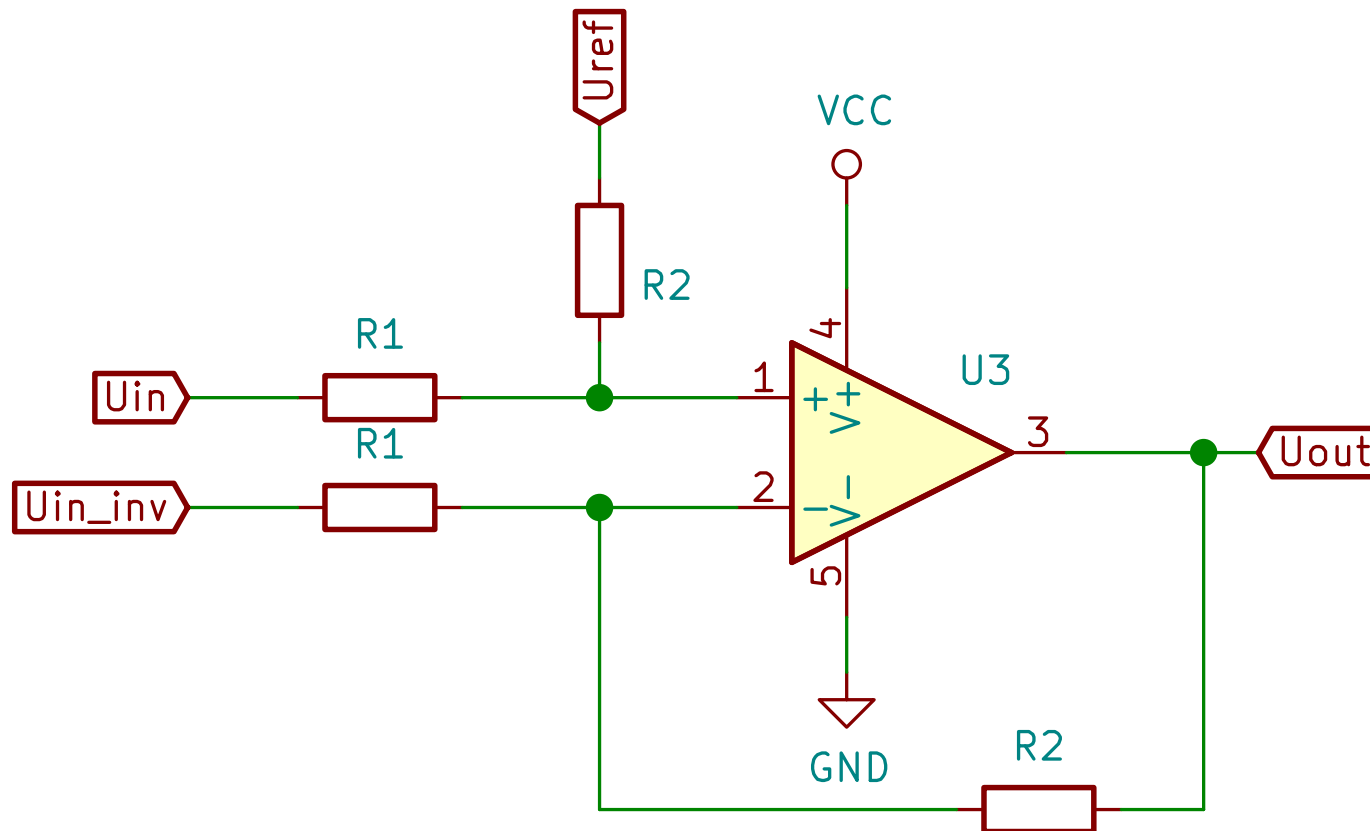 Uref
VCC
R2
R1
4
U3
Uin
1
+
V+
R1
3
Uout
Uin_inv
2
-
V-
5
GND
R2